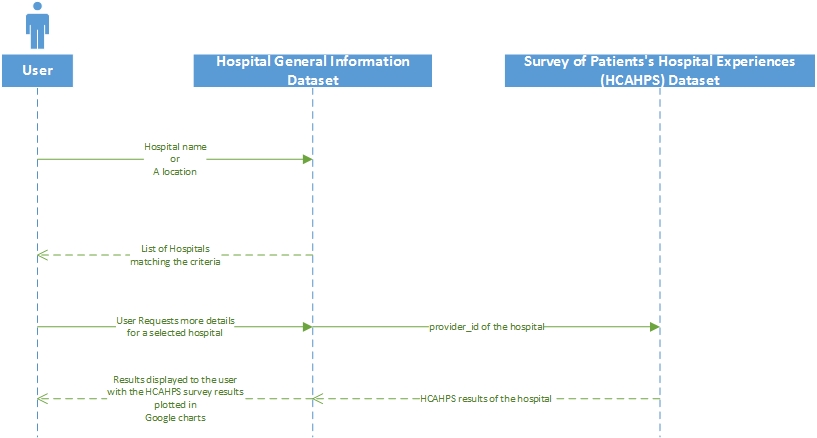 User
Hospital General Information
Dataset
Survey of Patients's Hospital Experiences
(HCAHPS) Dataset
Hospital name
or
A location
List of Hospitals
matching the criteria
User Requests more details
for a selected hospital
provider_id of the hospital
Results displayed to the user
with the HCAHPS survey results
plotted in
Google charts
HCAHPS results of the hospital